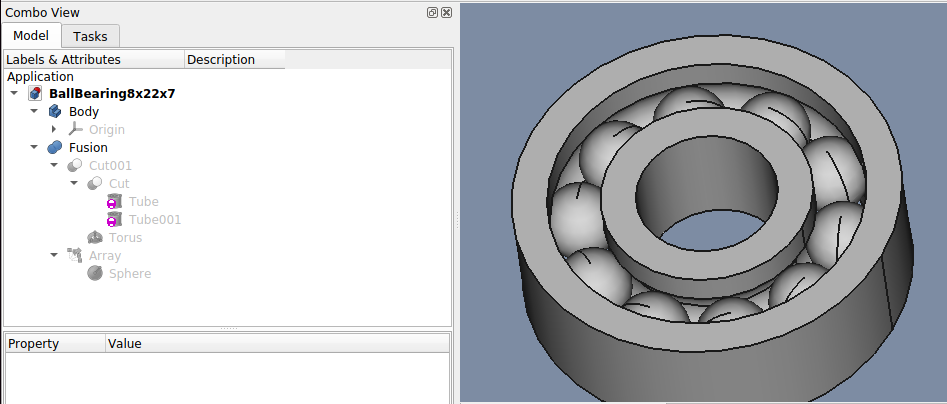 Combo View
Model Tasks
Labels & Attributes Description
Application
BallBearing8x22x7
Body
Origin
Fusion
Cut001
Cut
Tube
Tube001
Torus
Array
Sphere
Property Value